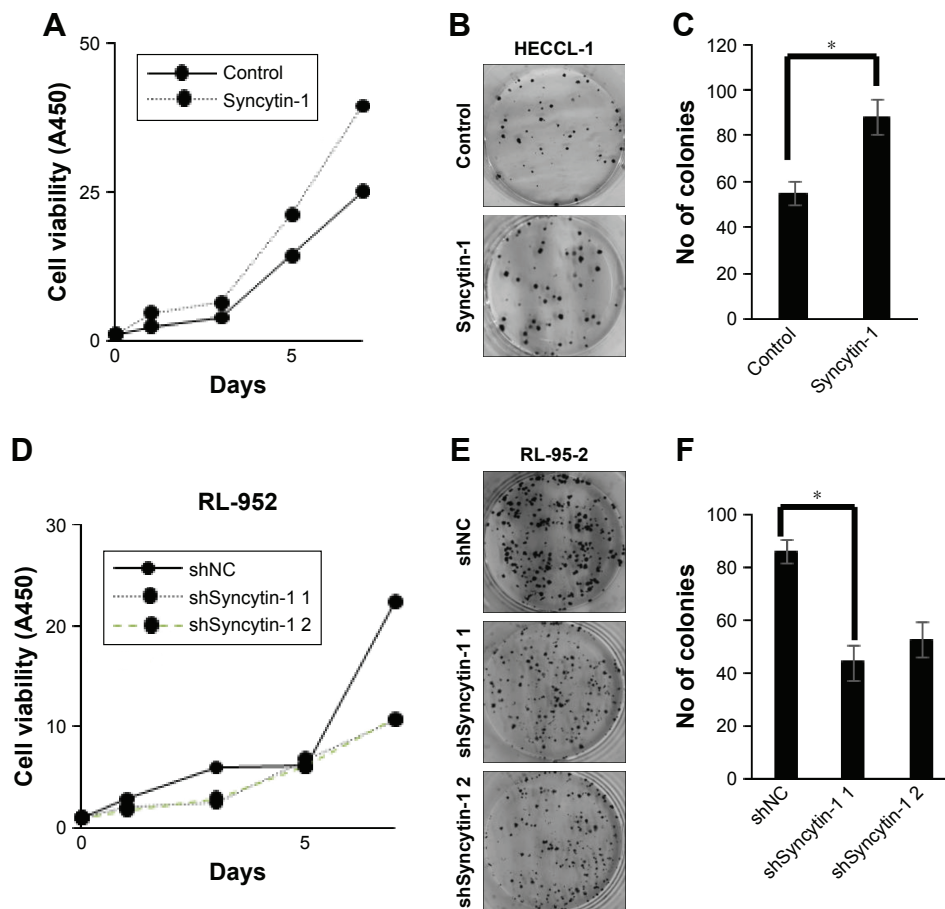 A
50
25
0
Cell viability (A450)
Control
Syncytin-1
0
5
Days
B
HECCL-1
Control
Syncytin-1
C
120
100
80
60
40
20
0
No of colonies
*
Control
Syncytin-1
D
RL-952
30
20
10
0
Cell viability (A450)
shNC
shSyncytin-1 1
shSyncytin-1 2
0
5
Days
E
RL-95-2
shNC
shSyncytin-1 1
shSyncytin-1 2
F
100
80
60
40
20
0
No of colonies
*
shNC
shSyncytin-1 1
shSyncytin-1 2